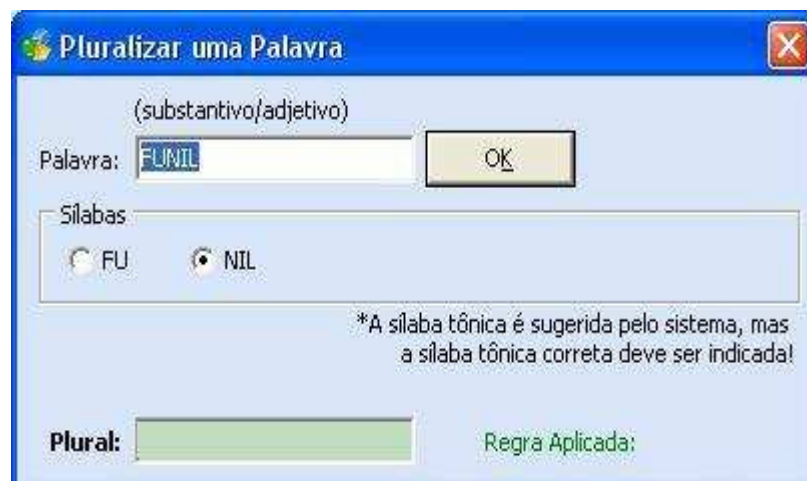 Pluralizar uma Palavra
(substantivo/adjetivo)
Palavra: FUNIL OK
Sílabas
FU NIL
*A sílaba tônica é sugerida pelo sistema, mas
a sílaba tônica correta deve ser indicada!
Plural: Regra Aplicada: